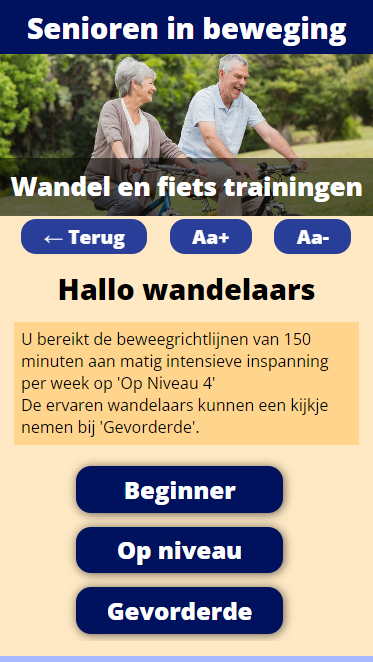 Senioren in beweging
Wandel en fiets trainingen
← Terug
Aa+
Aa-
Hallo wandelaars
U bereikt de beweegrichtlijnen van 150
minuten aan matig intensieve inspanning
per week op 'Op Niveau 4'
De ervaren wandelaars kunnen een kijkje
nemen bij 'Gevorderde'.
Beginner
Op niveau
Gevorderde